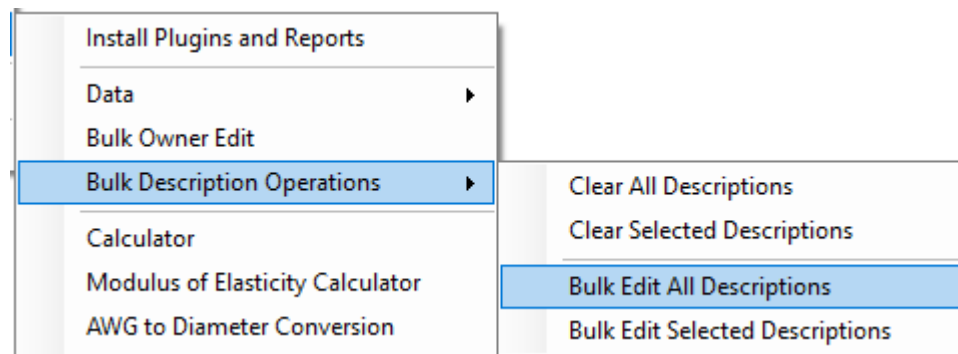 Install Plugins and Reports
Data
Bulk Owner Edit
Bulk Description Operations
Calculator
Modulus of Elasticity Calculator
AWG to Diameter Conversion
Clear All Descriptions
Clear Selected Descriptions
Bulk Edit All Descriptions
Bulk Edit Selected Descriptions